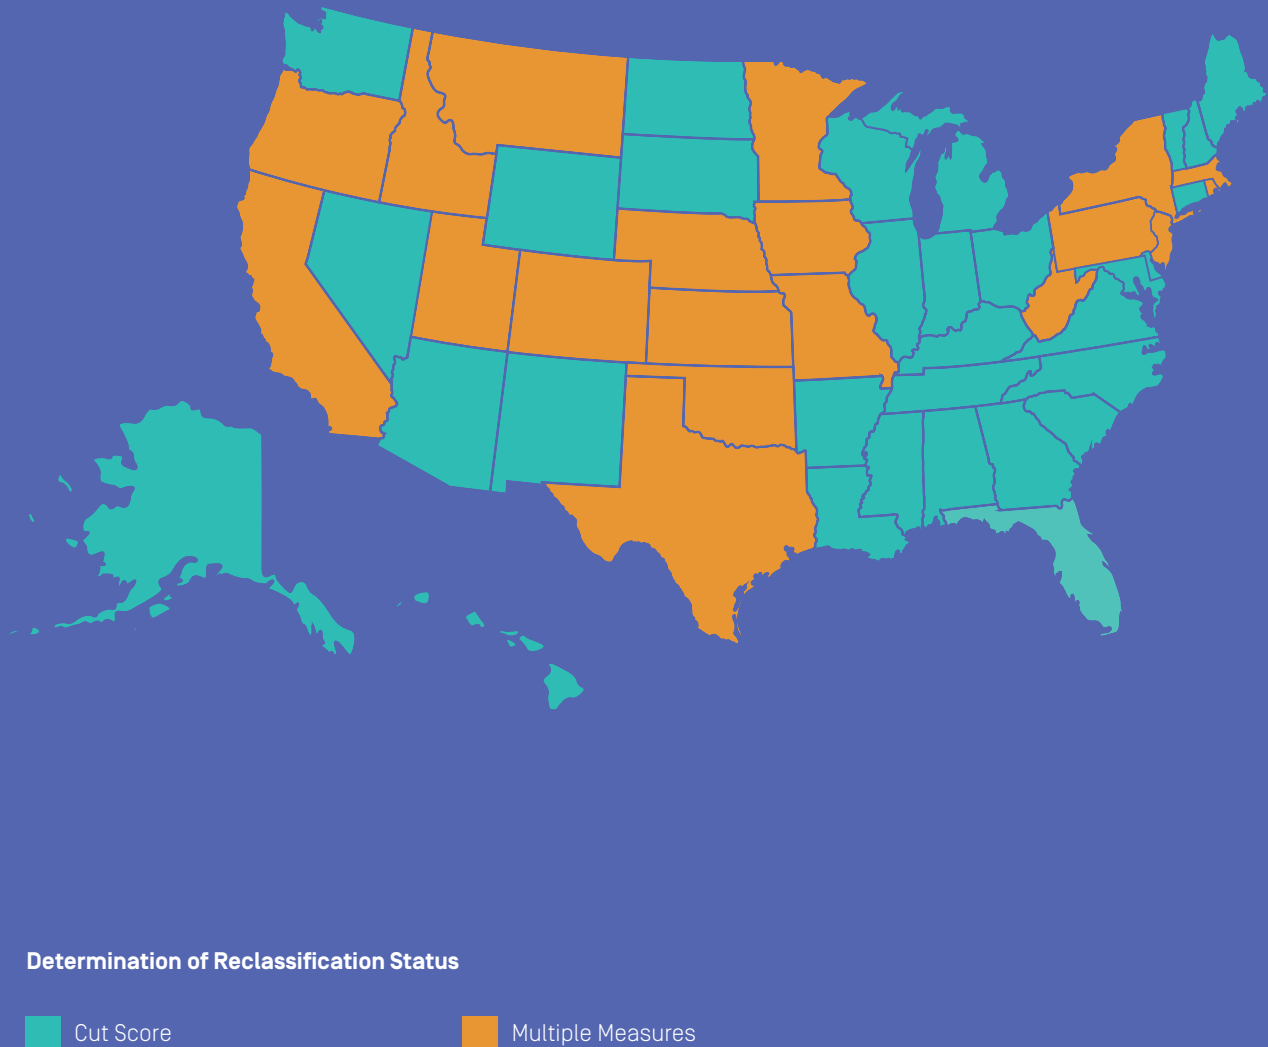 Determination of Reclassification Status
Cut Score
Multiple Measures